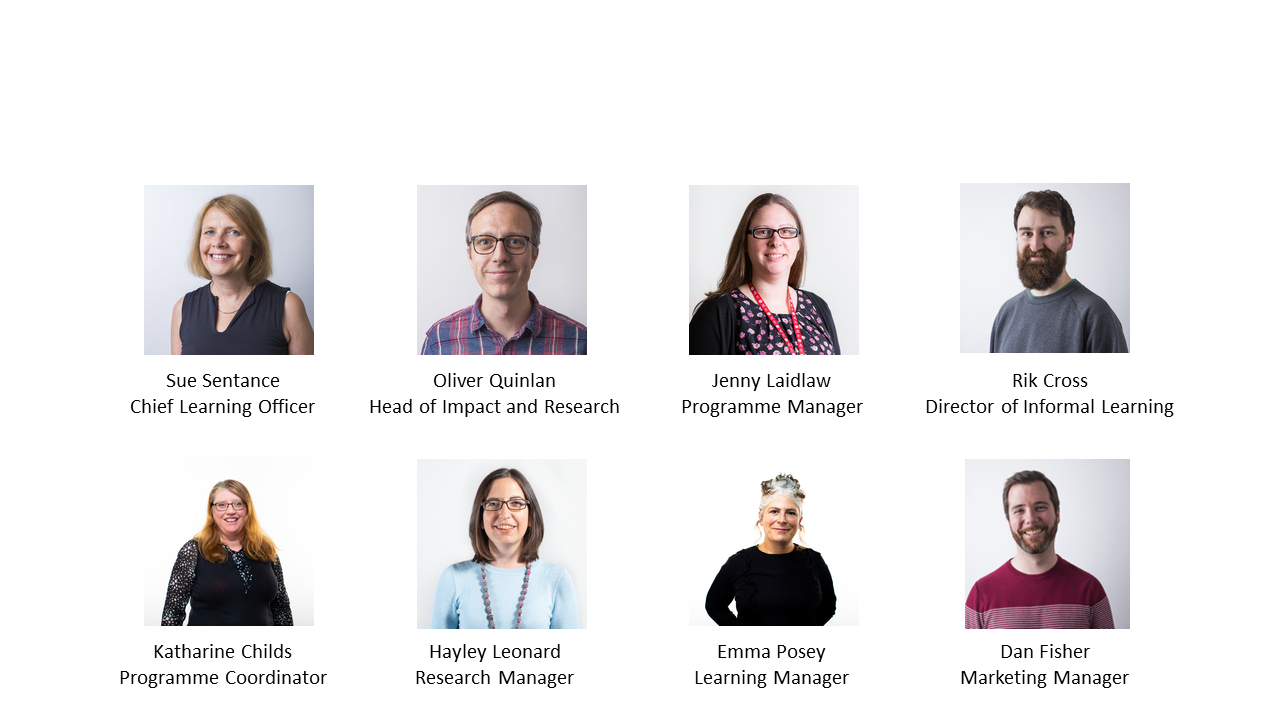 Sue Sentance
Chief Learning Officer
Oliver Quinlan
Head of Impact and Research
Jenny Laidlaw
Programme Manager
Rik Cross
Director of Informal Learning
Katharine Childs
Programme Coordinator
Hayley Leonard
Research Manager
Emma Posey
Learning Manager
Dan Fisher
Marketing Manager